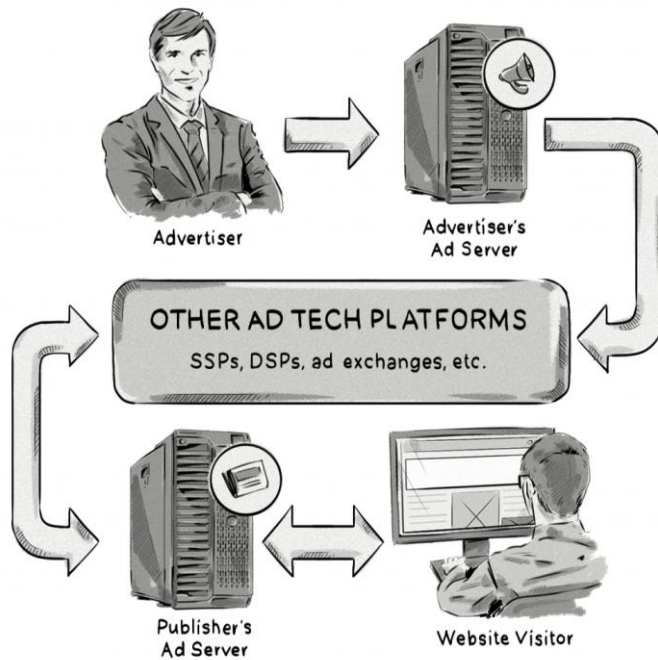 Advertiser
Advertiser's
Ad Server
OTHER AD TECH PLATFORMS
SSPs, DSPs, ad exchanges, etc.
Publisher's
Ad Server
Website Visitor